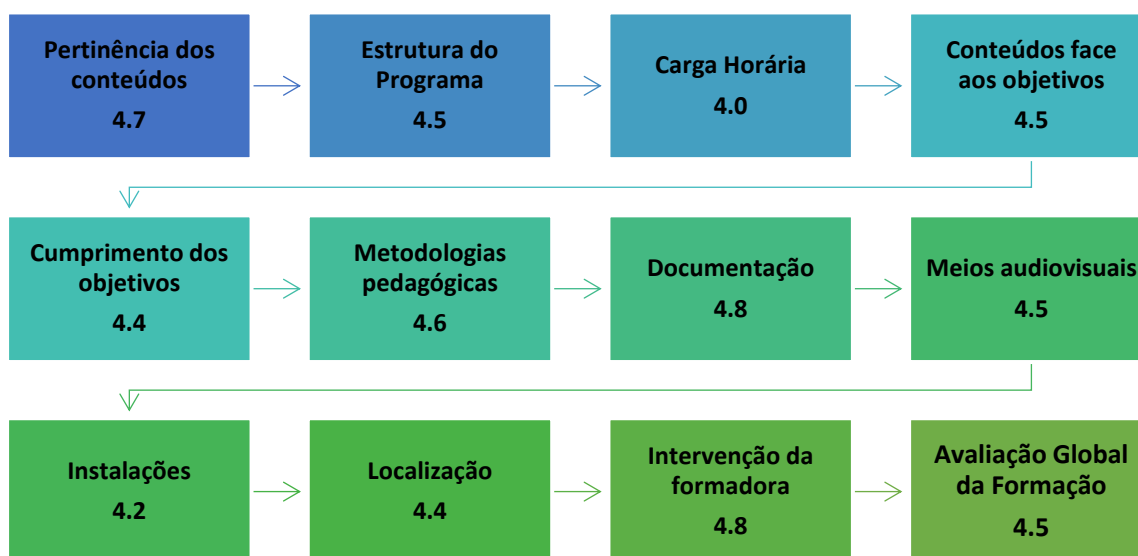 Pertinência dos
conteúdos
4.7
Estrutura do
Programa
4.5
Carga Horária
4.0
Conteúdos face
aos objetivos
4.5
Cumprimento dos
objetivos
4.4
Metodologias
pedagógicas
4.6
Documentação
4.8
Meios audiovisuais
4.5
Instalações
4.2
Localização
4.4
Intervenção da
formadora
4.8
Avaliação Global
da Formação
4.5